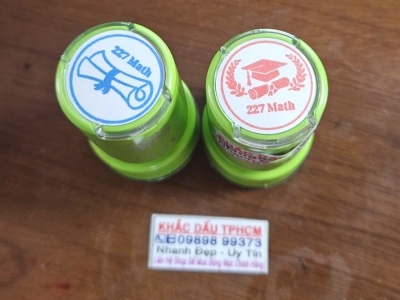 227 Math
227 Math
KHẮC DẤU TPHCM
09898 99373
Nhanh Đẹp - Uy Tín